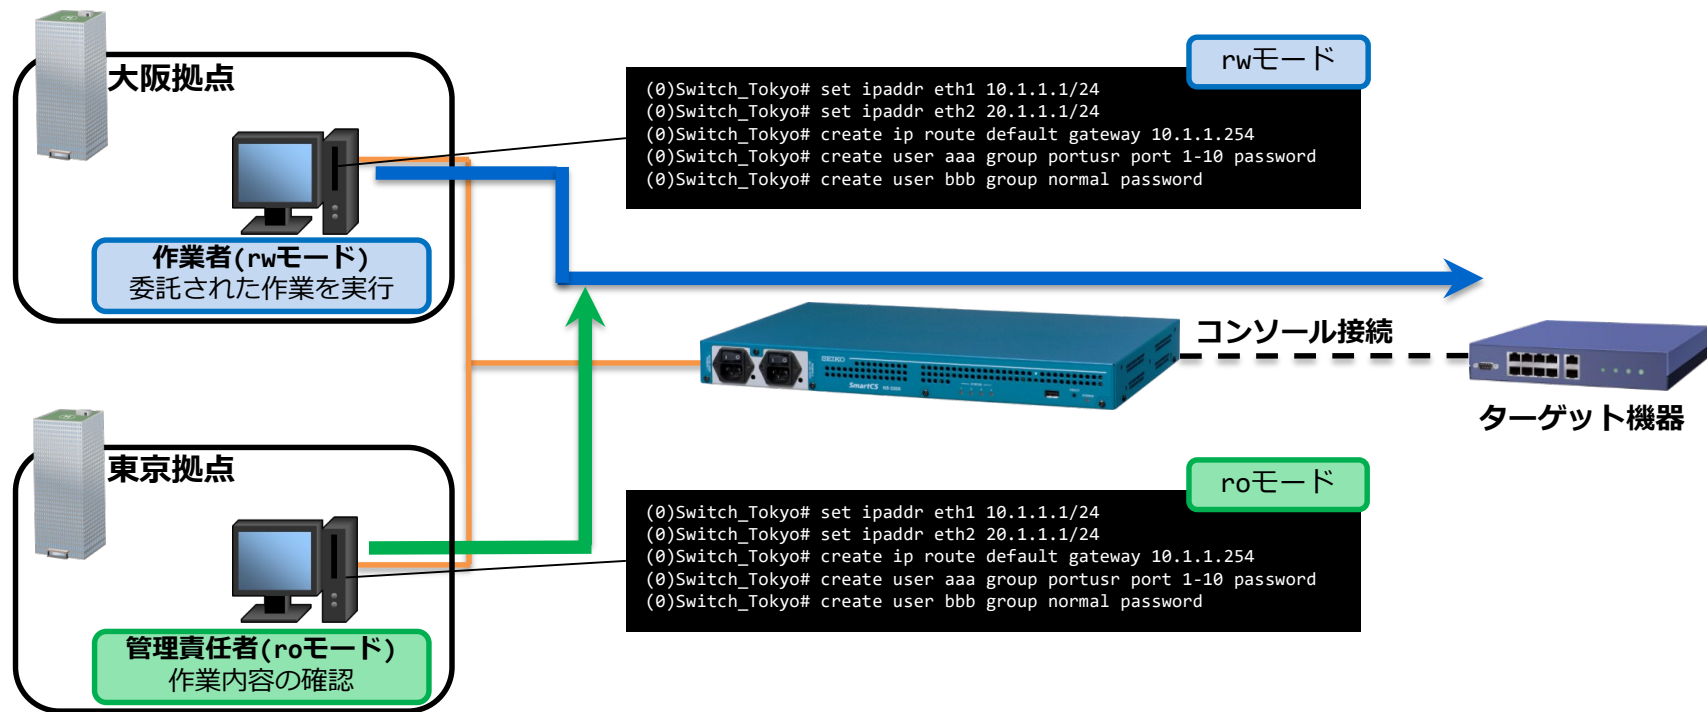 大阪拠点
作業者(rwモード)
委託された作業を実行
rwモード
(0)Switch_Tokyo# set ipaddr eth1 10.1.1.1/24
(0)Switch_Tokyo# set ipaddr eth2 20.1.1.1/24
(0)Switch_Tokyo# create ip route default gateway 10.1.1.254
(0)Switch_Tokyo# create user aaa group portusr port 1-10 password
(0)Switch_Tokyo# create user bbb group normal password
SEIKO
SmartCS
コンソール接続
ターゲット機器
東京拠点
管理責任者(roモード)
作業内容の確認
roモード
(0)Switch_Tokyo# set ipaddr eth1 10.1.1.1/24
(0)Switch_Tokyo# set ipaddr eth2 20.1.1.1/24
(0)Switch_Tokyo# create ip route default gateway 10.1.1.254
(0)Switch_Tokyo# create user aaa group portusr port 1-10 password
(0)Switch_Tokyo# create user bbb group normal password